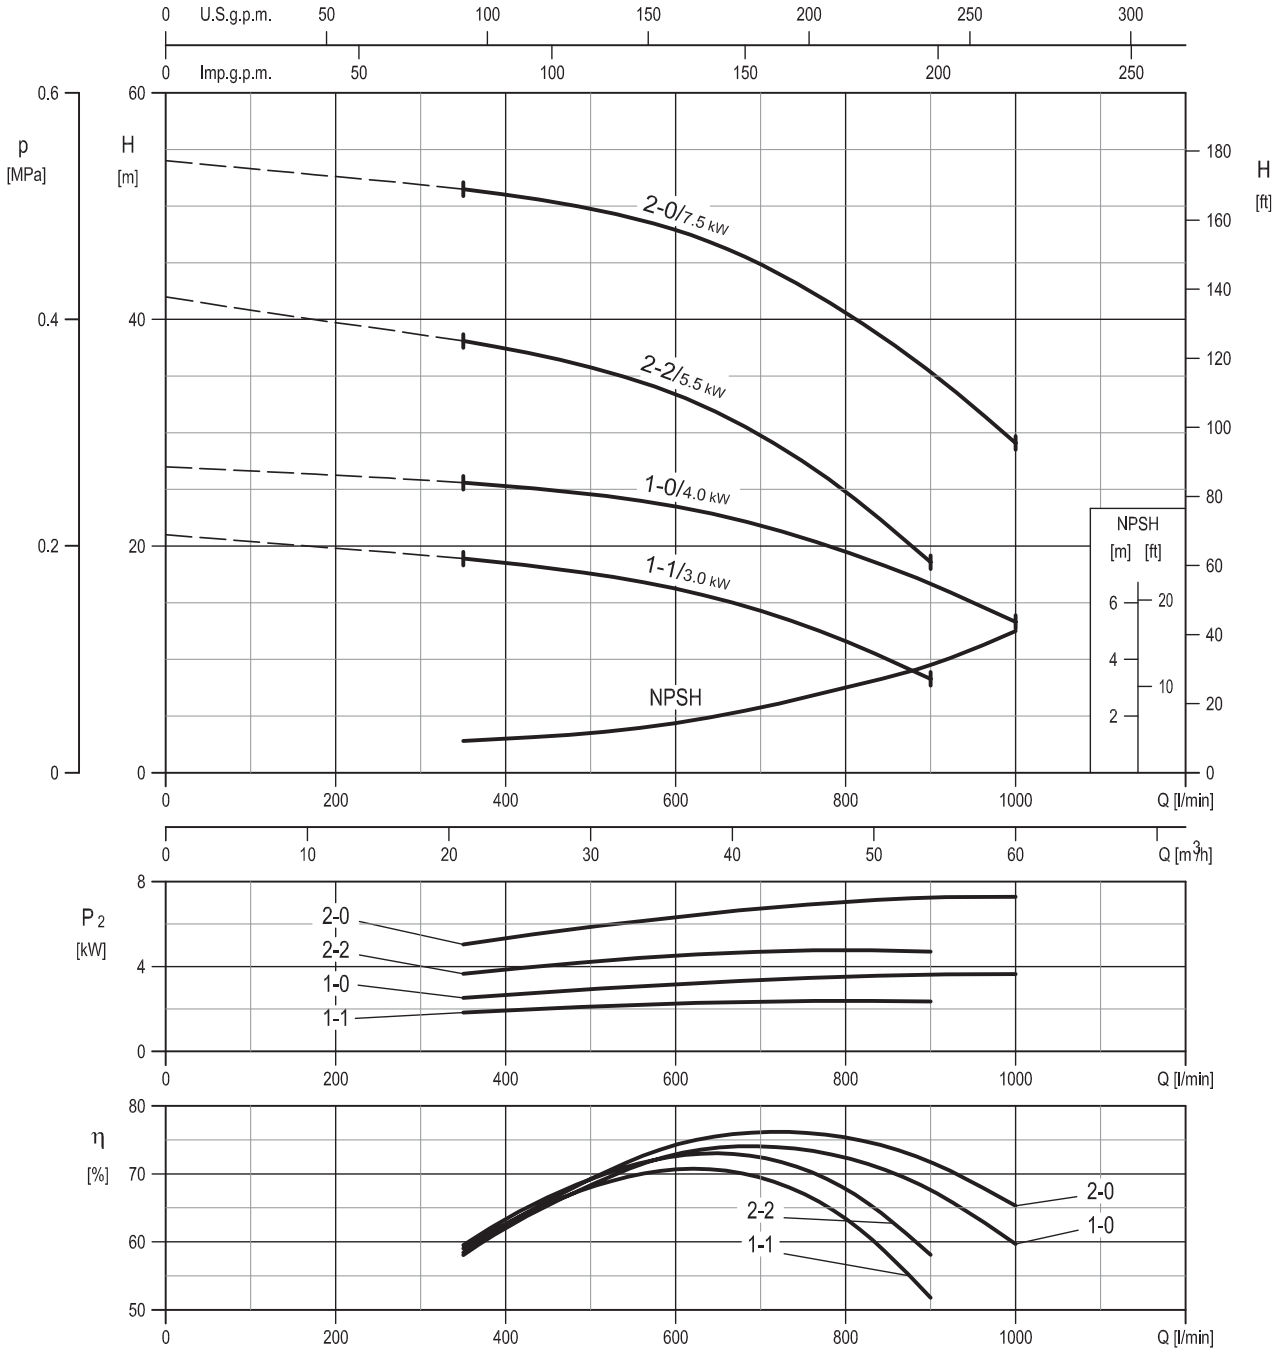 0 U.S.g.p.m. 50 100 150 200 250 300
0 Imp.g.p.m. 50 100 150 200 250
0.6 60
p H
[MPa] [m]
180
H
[ft]
160
2-0/7.5 kW
140
0.4 40
120
2-2/5.5 kW
100
1-0/4.0 kW
80
NPSH
[m] [ft]
0.2 20
60
1-1/3.0 kW
6 20
40
4
10
NPSH
20
2
0 0 0
0 200 400 600 800 1000 Q [l/min]
0 10 20 30 40 50 60 Q [m³/h]
8
P2
[kW]
2-0
2-2
4
1-0
1-1
0
0 200 400 600 800 1000 Q [l/min]
80
η
[%]
70
2-0
2-2
1-0
60
1-1
50
0 200 400 600 800 1000 Q [l/min]